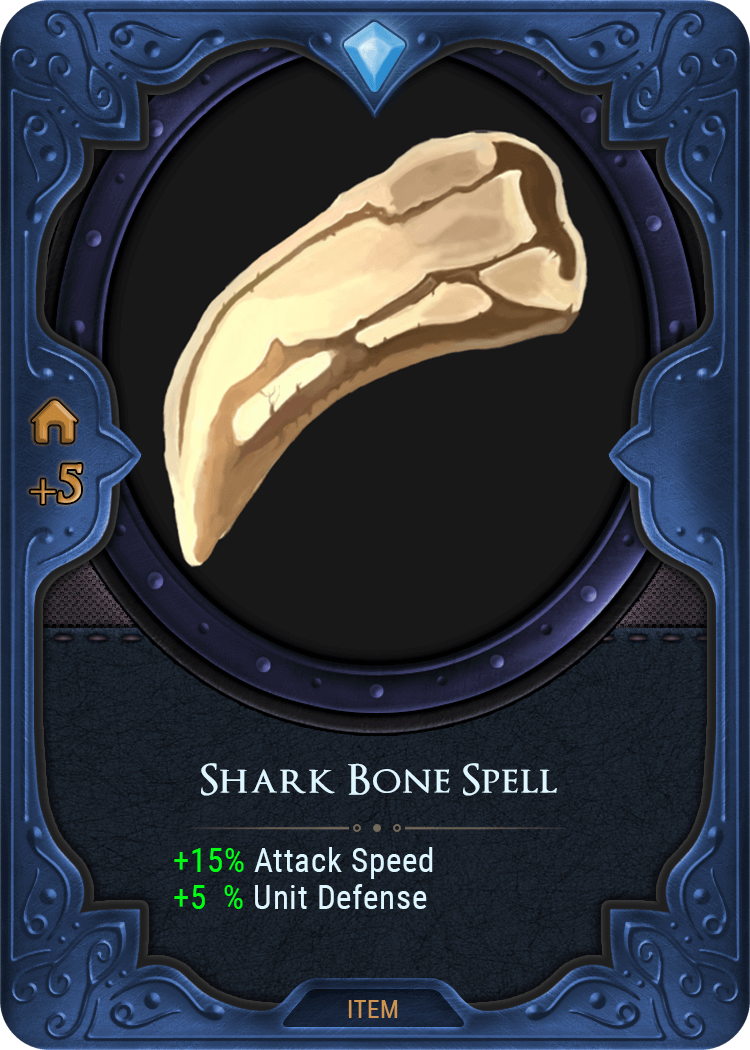 +5
Shark Bone Spell
+15% Attack Speed
+5 % Unit Defense
ITEM